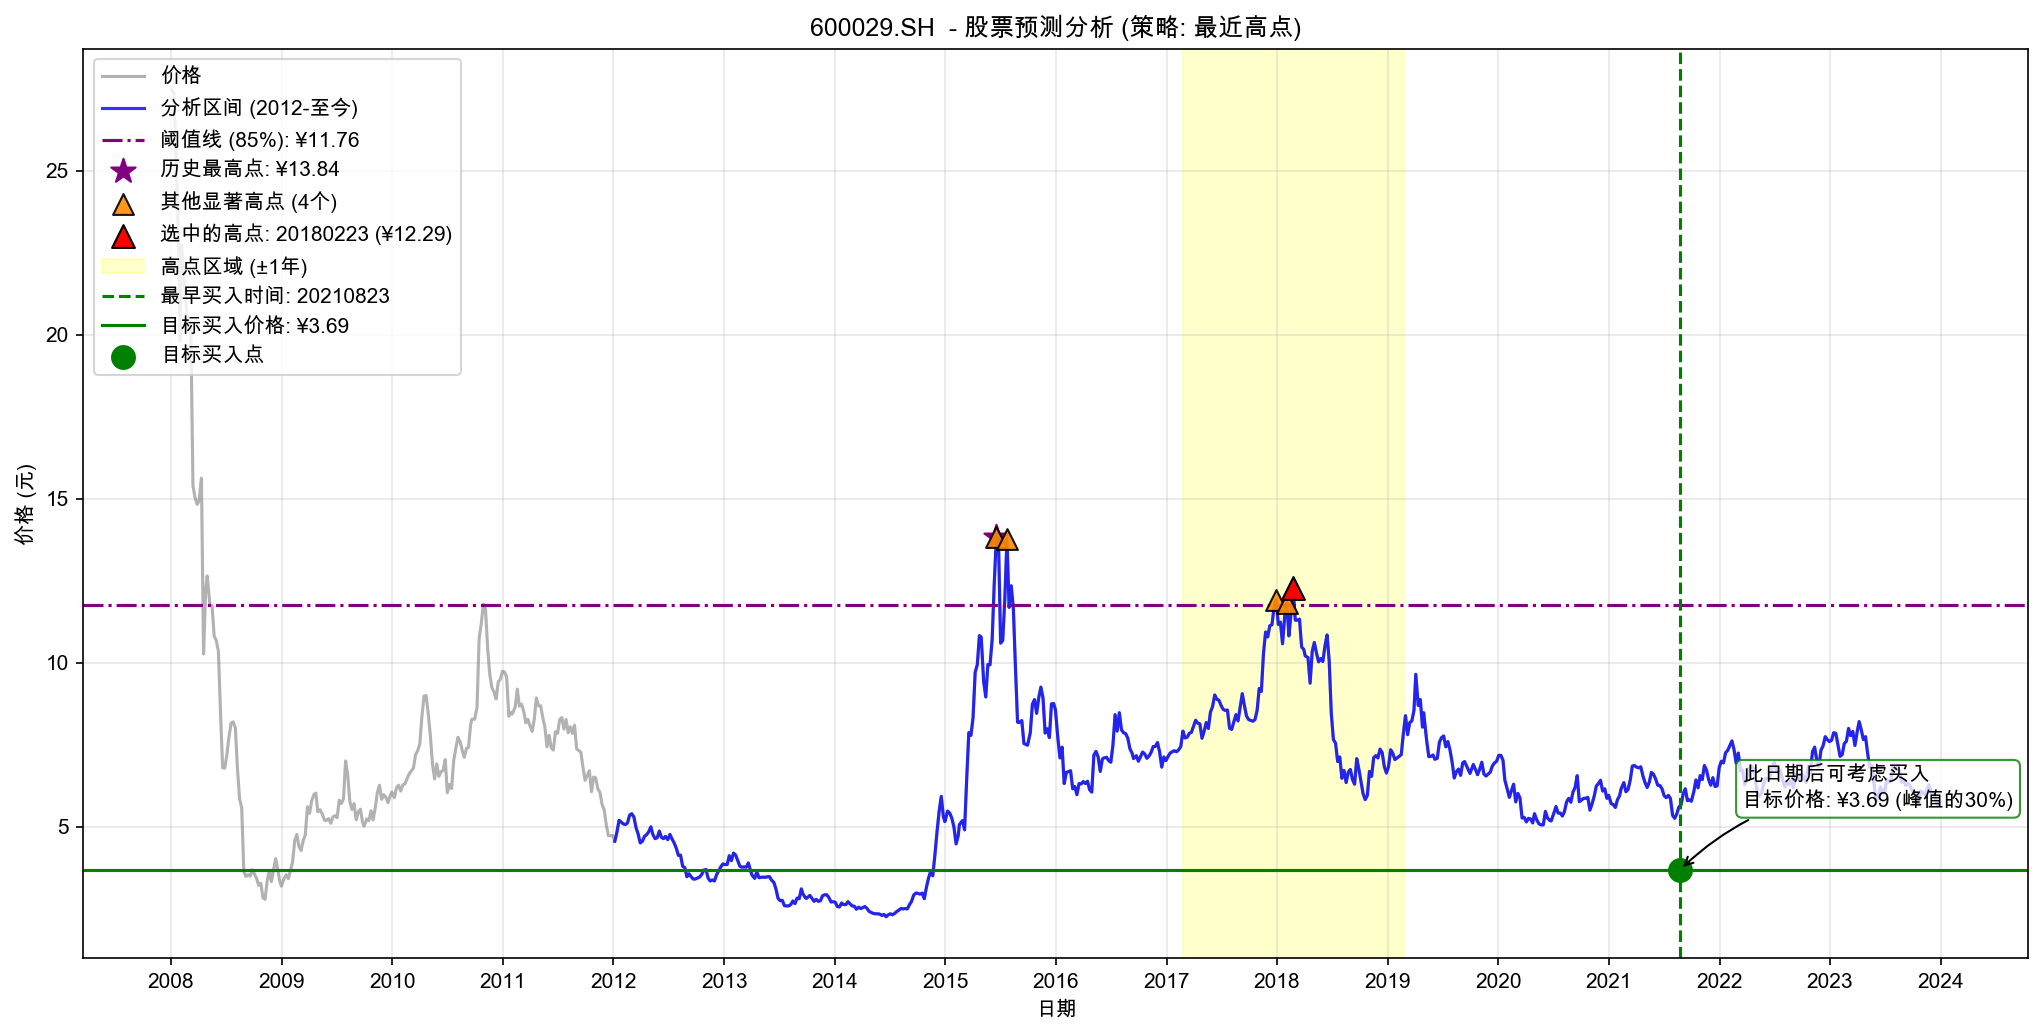 600029.SH - 股票预测分析 (策略: 最近高点)
价格
分析区间 (2012-至今)
阈值线 (85%): ¥11.76
历史最高点: ¥13.84
其他显著高点 (4个)
选中的高点: 20180223 (¥12.29)
高点区域 (±1年)
最早买入时间: 20210823
目标买入价格: ¥3.69
目标买入点
价格 (元)
25
20
15
10
5
此日期后可考虑买入
目标价格: ¥3.69 (峰值的30%)
2008 2009 2010 2011 2012 2013 2014 2015 2016 2017 2018 2019 2020 2021 2022 2023 2024
日期